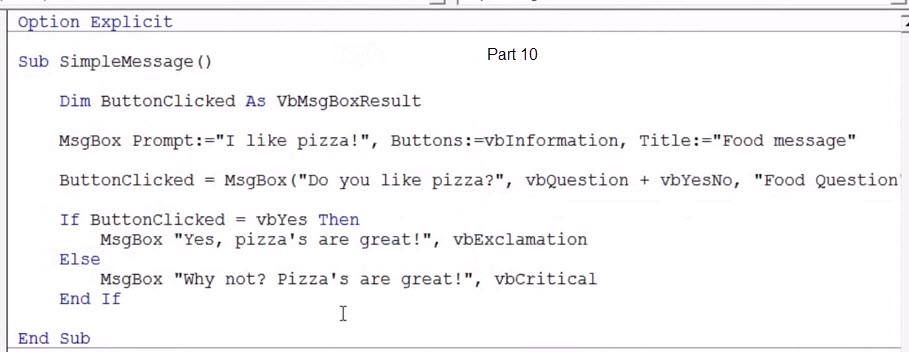 Option Explicit
Part 10
Sub SimpleMessage()
Dim ButtonClicked As VbMsgBoxResult
MsgBox Prompt:="I like pizza!", Buttons:=vbInformation, Title:="Food message"
ButtonClicked = MsgBox("Do you like pizza?", vbQuestion + vbYesNo, "Food Question"
If ButtonClicked = vbYes Then
MsgBox "Yes, pizza's are great!", vbExclamation
Else
MsgBox "Why not? Pizza's are great!", vbCritical
End If
End Sub